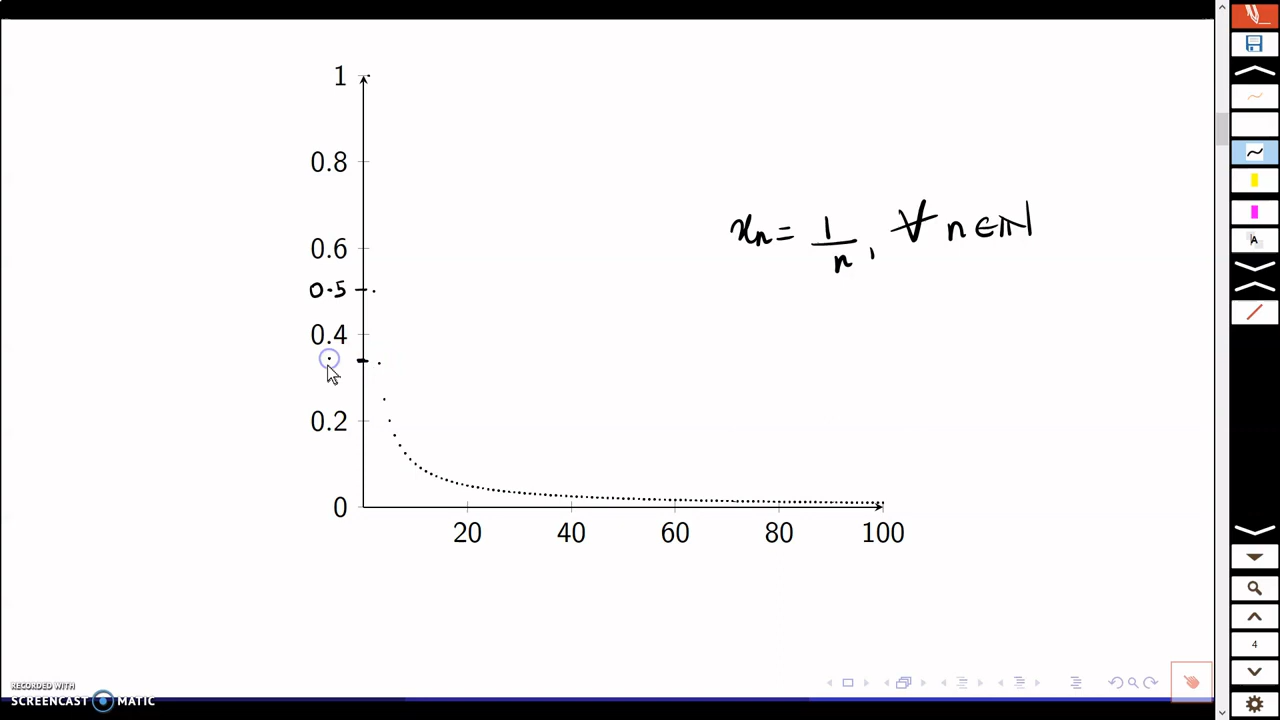 1
0.8
0.6
0.5
0.4
0.2
0
20 40 60 80 100
xₙ = 1/n, ∀ n ∈ ℕ
A
4
RECORDED WITH
SCREENCAST MATIC